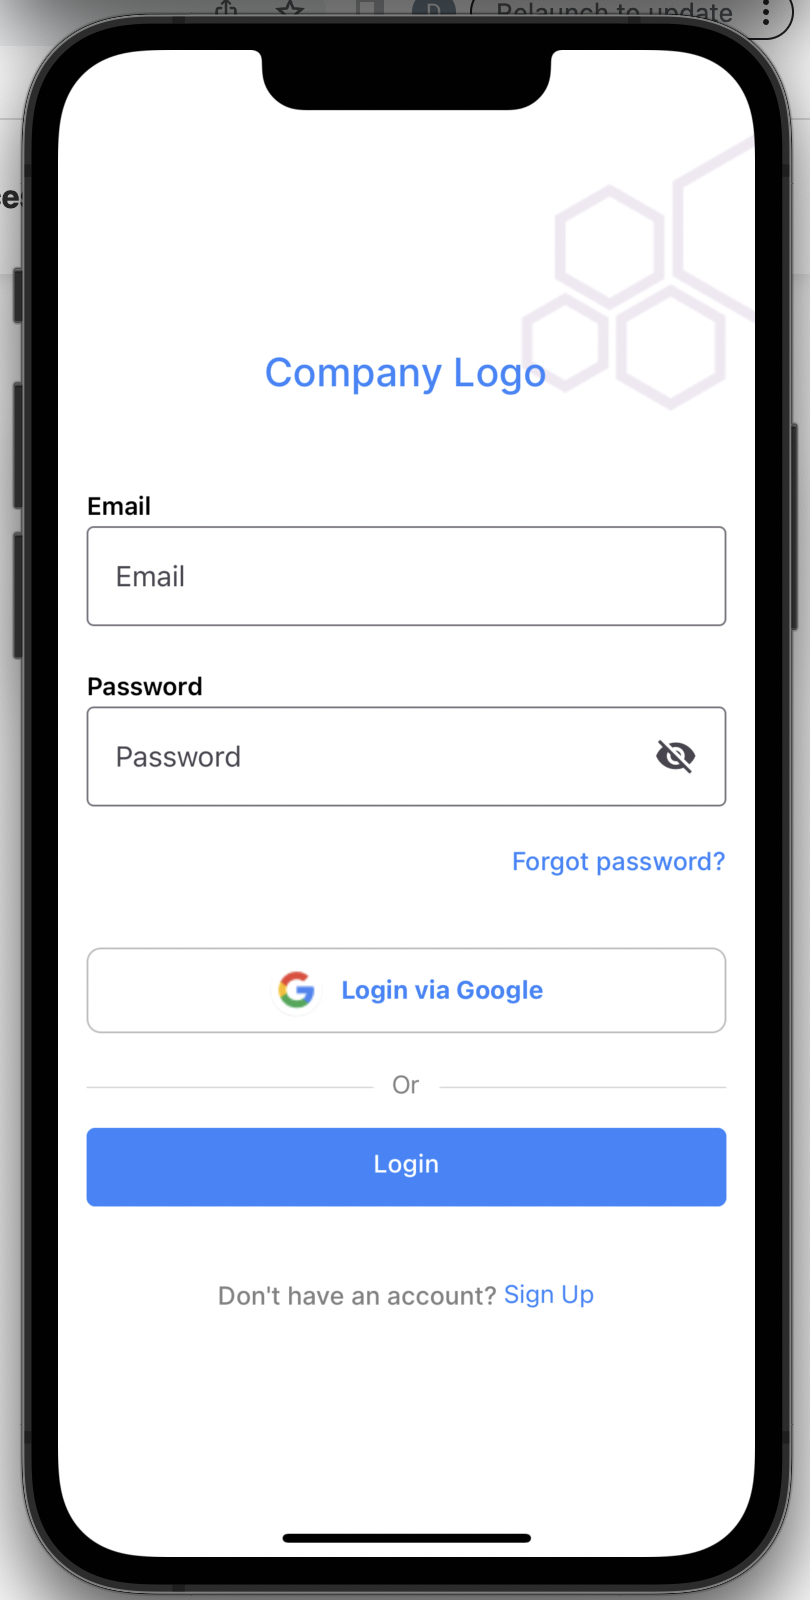 D
Relaunch to update
Company Logo
Email
Email
Password
Password
Forgot password?
Login via Google
Or
Login
Don't have an account? Sign Up